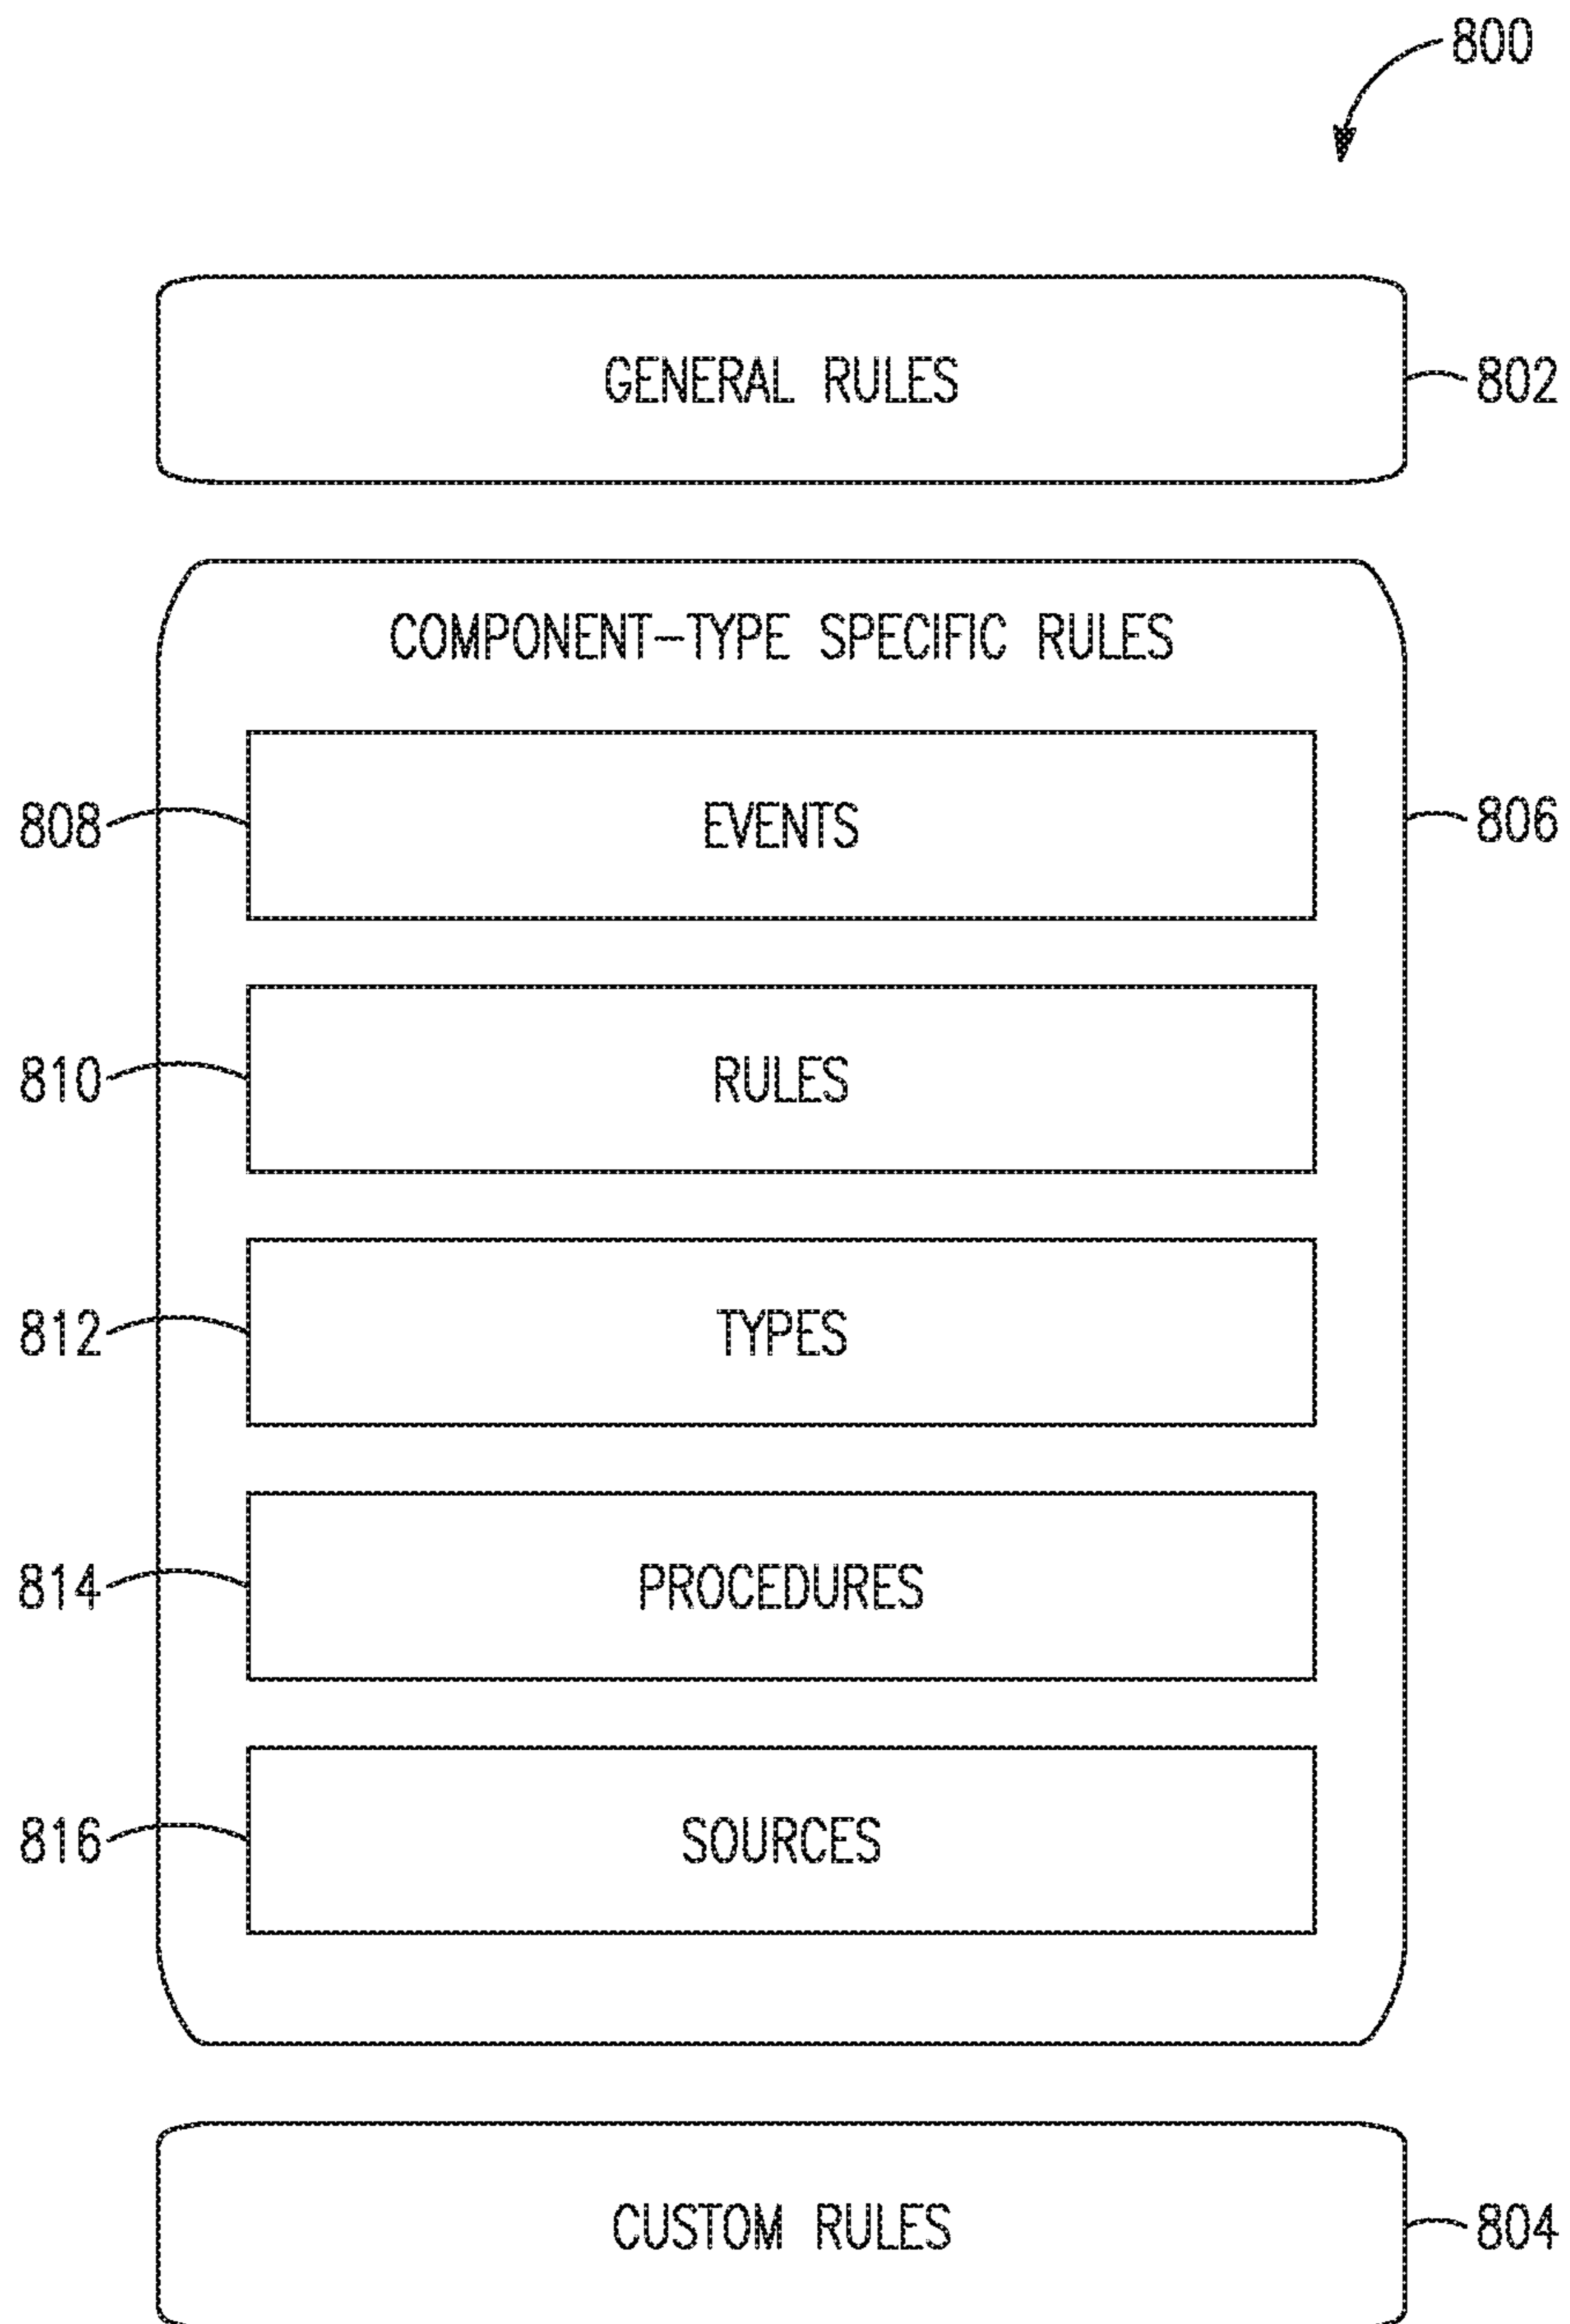 800
GENERAL RULES
802
COMPONENT-TYPE SPECIFIC RULES
808
EVENTS
806
810
RULES
812
TYPES
814
PROCEDURES
816
SOURCES
CUSTOM RULES
804